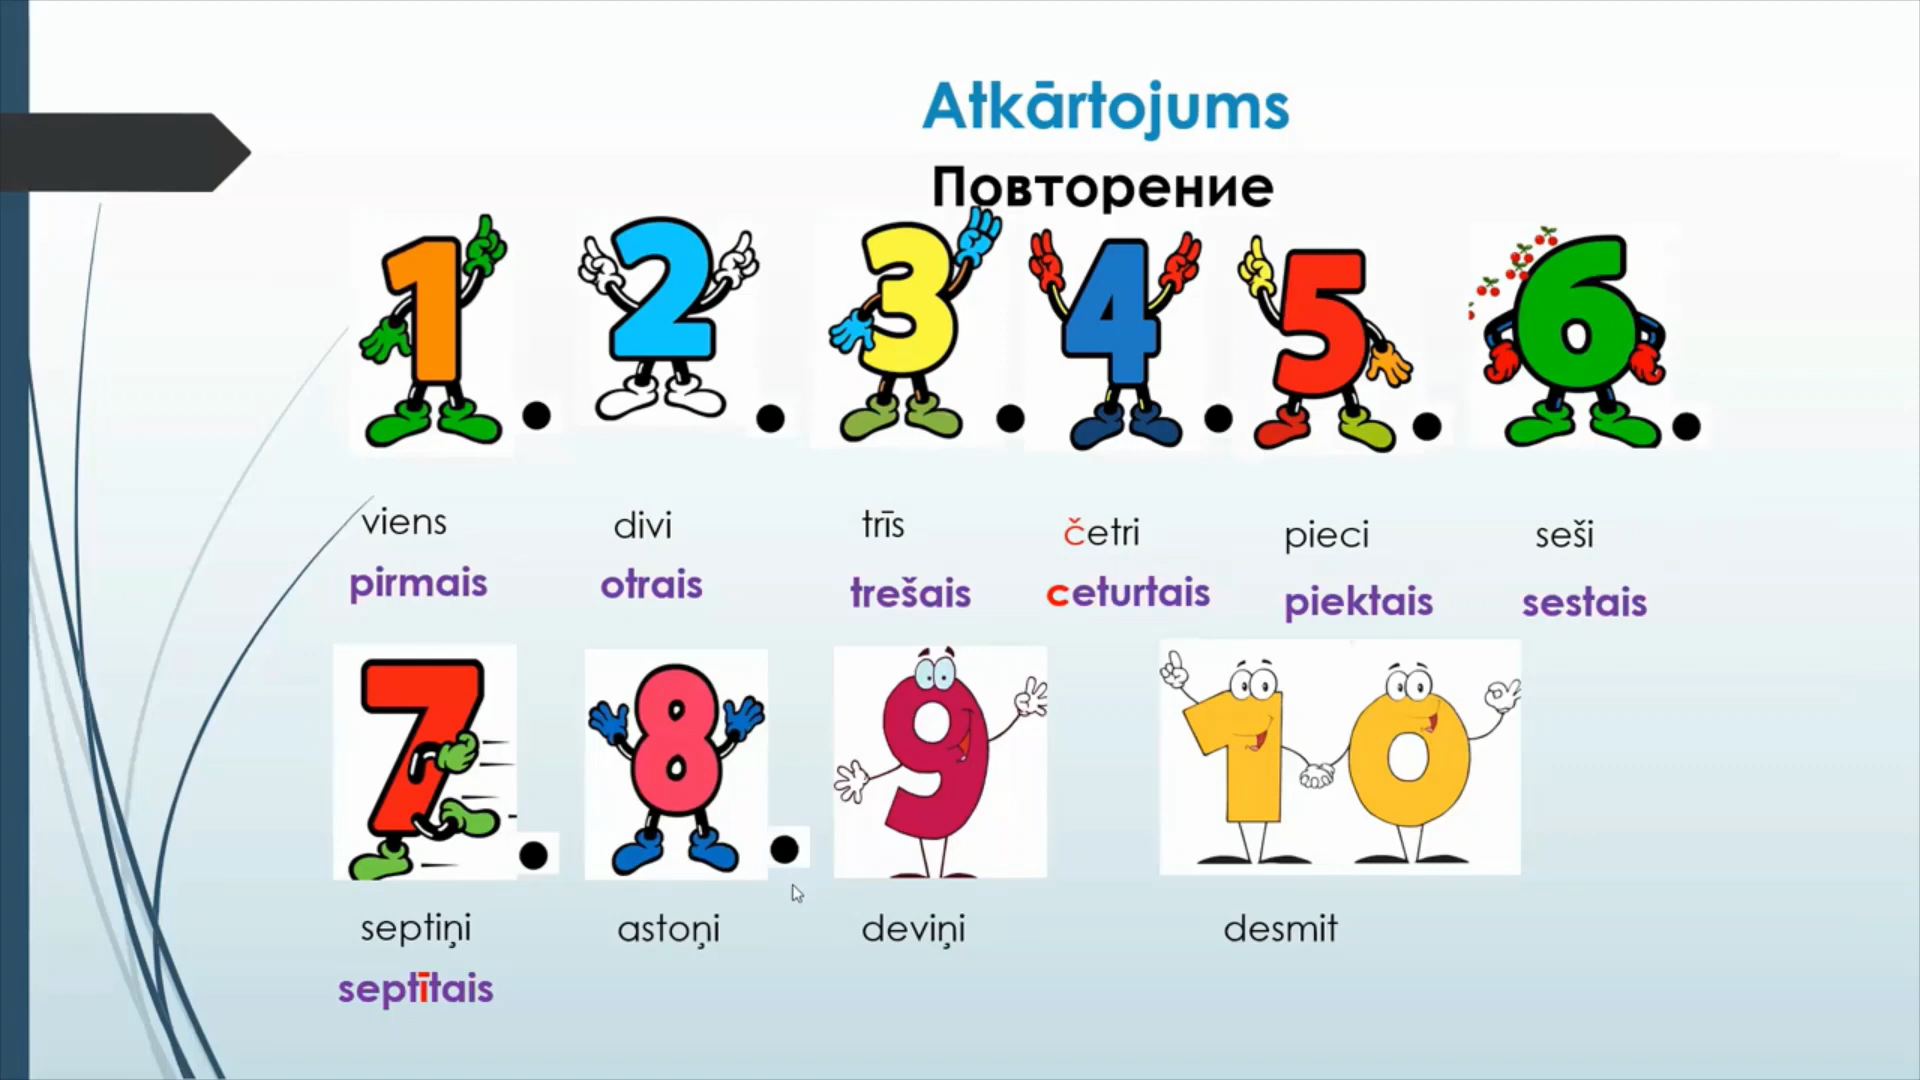 Atkārtojums
Повторение
1. 2. 3. 4. 5. 6.
viens divi trīs četri pieci seši
pirmais otrais trešais ceturtais piektais sestais
7. 8. 9 10
septiņi astoņi deviņi desmit
septītais